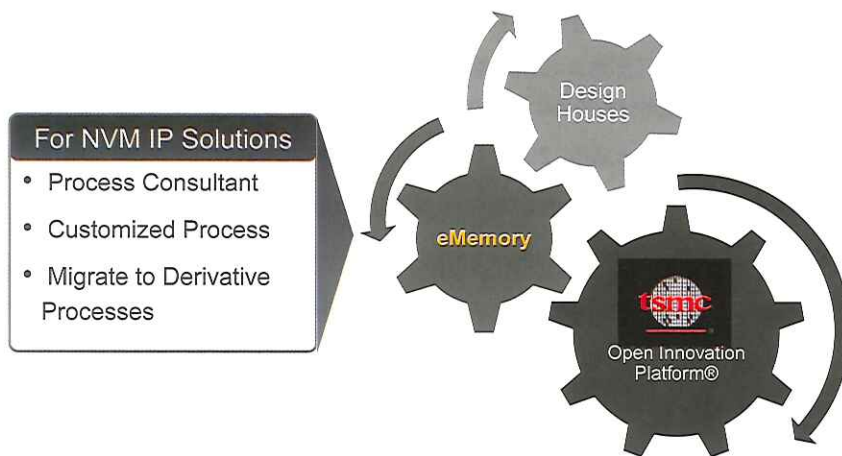 For NVM IP Solutions
• Process Consultant
• Customized Process
• Migrate to Derivative
Processes
Design
Houses
eMemory
tsmc
Open Innovation
Platform®